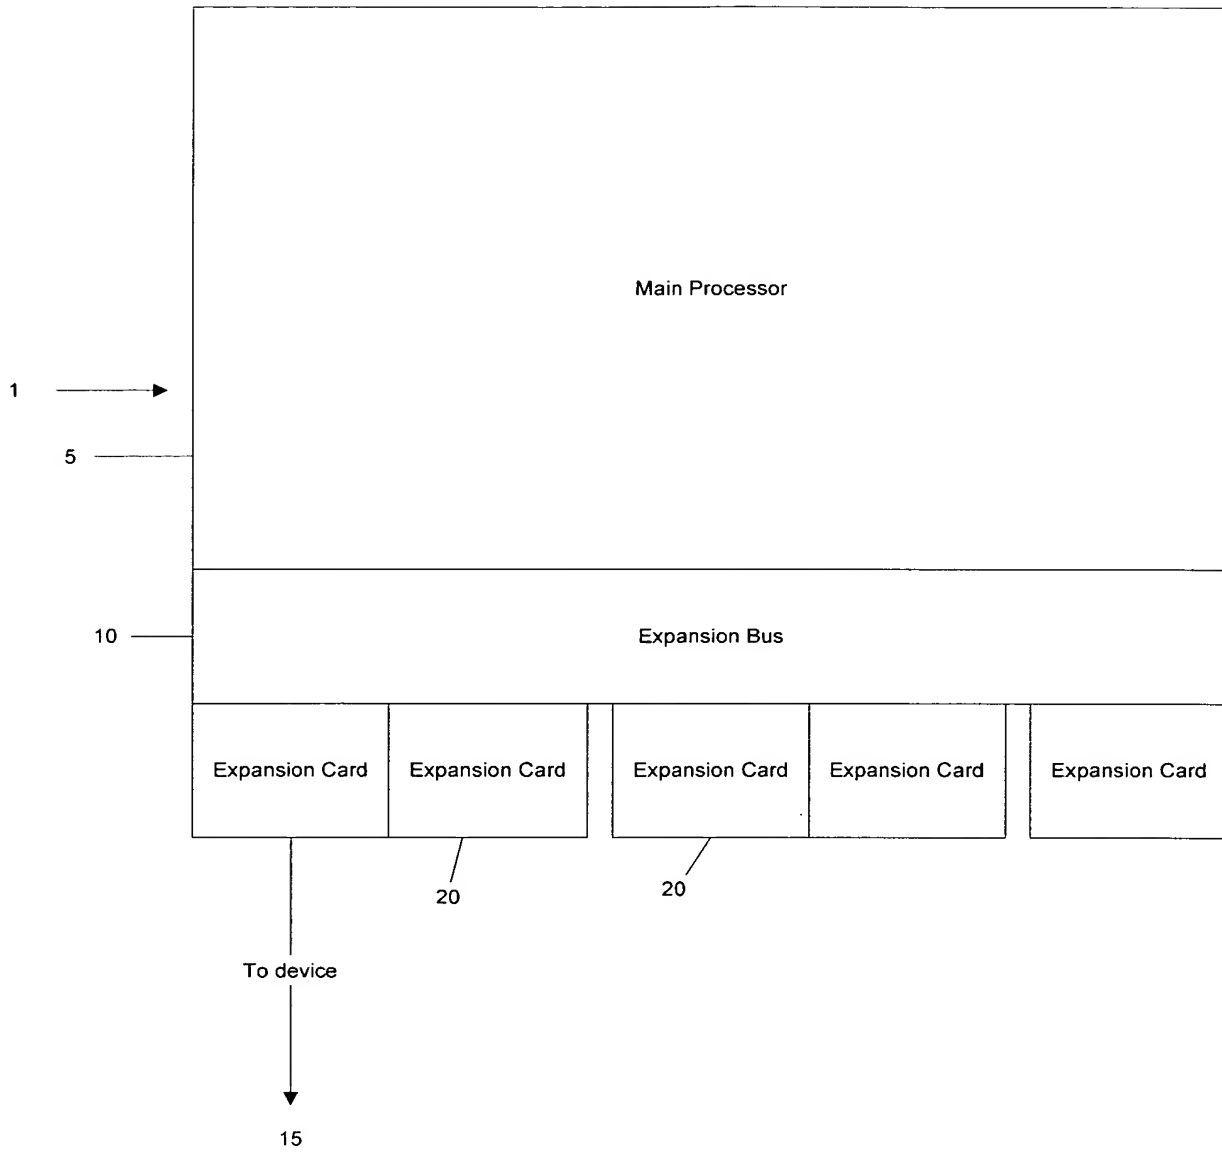 Main Processor
1
5
10
Expansion Bus
Expansion Card
Expansion Card
Expansion Card
Expansion Card
Expansion Card
20
20
To device
15